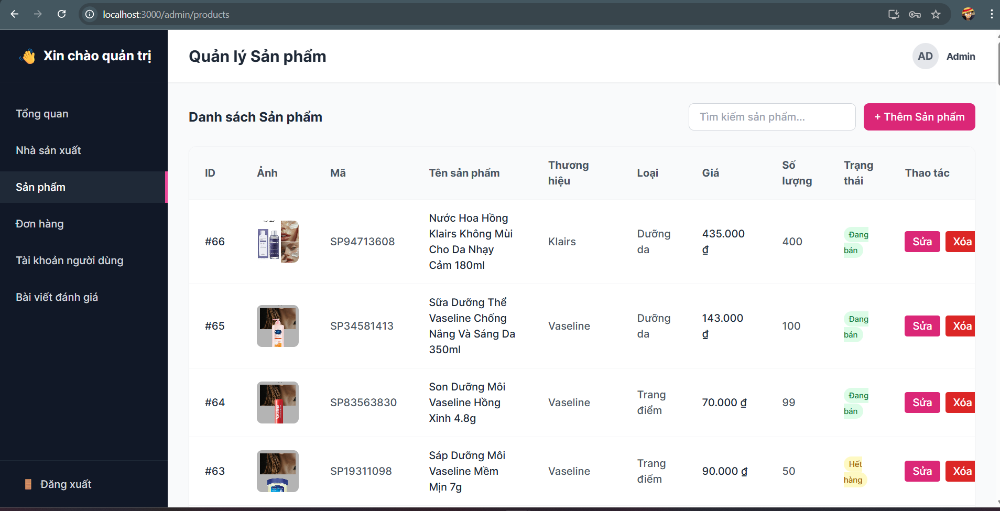 localhost:3000/admin/products
Xin chào quản trị
Quản lý Sản phẩm
AD
Admin
Tổng quan
Nhà sản xuất
Sản phẩm
Đơn hàng
Tài khoản người dùng
Bài viết đánh giá
Đăng xuất
Danh sách Sản phẩm
Tìm kiếm sản phẩm...
+ Thêm Sản phẩm
ID
Ảnh
Mã
Tên sản phẩm
Thương
hiệu
Loại
Giá
Số
lượng
Trạng
thái
Thao tác
#66
SP94713608
Nước Hoa Hồng
Klairs Không Mùi
Cho Da Nhạy
Cảm 180ml
Klairs
Dưỡng
da
435.000
₫
400
Đang
bán
Sửa
Xóa
#65
SP34581413
Sữa Dưỡng Thể
Vaseline Chống
Nắng Và Sáng Da
350ml
Vaseline
Dưỡng
da
143.000
₫
100
Đang
bán
Sửa
Xóa
#64
SP83563830
Son Dưỡng Môi
Vaseline Hồng
Xinh 4.8g
Vaseline
Trang
điểm
70.000 ₫
99
Đang
bán
Sửa
Xóa
#63
SP19311098
Sáp Dưỡng Môi
Vaseline Mềm
Mịn 7g
Vaseline
Trang
điểm
90.000 ₫
50
Hết
hàng
Sửa
Xóa